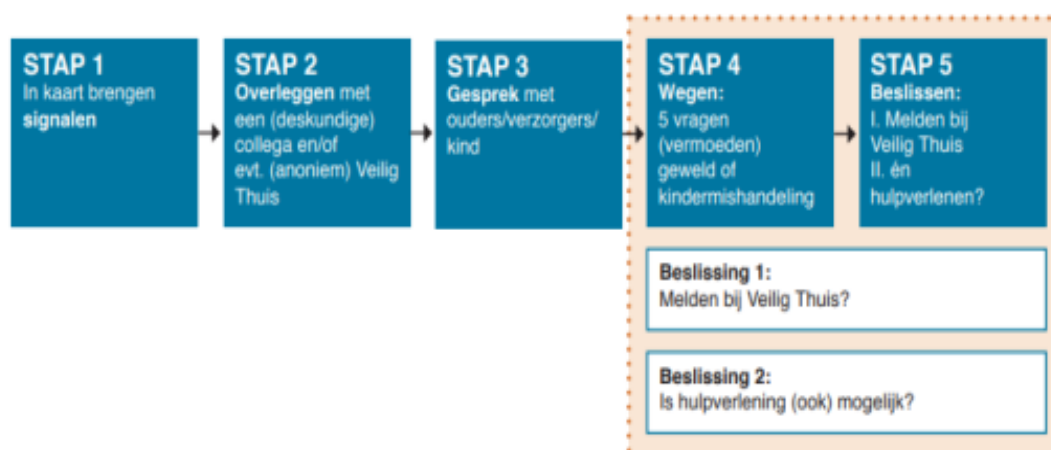 STAP 1
In kaart brengen
signalen
STAP 2
Overleggen met
een (deskundige)
collega en/of
evt. (anoniem) Veilig
Thuis
STAP 3
Gesprek met
ouders/verzorgers/
kind
STAP 4
Wegen:
5 vragen
(vermoeden)
geweld of
kindermishandeling
STAP 5
Beslissen:
I. Melden bij
Veilig Thuis
II. én
hulpverlenen?
Beslissing 1:
Melden bij Veilig Thuis?
Beslissing 2:
Is hulpverlening (ook) mogelijk?